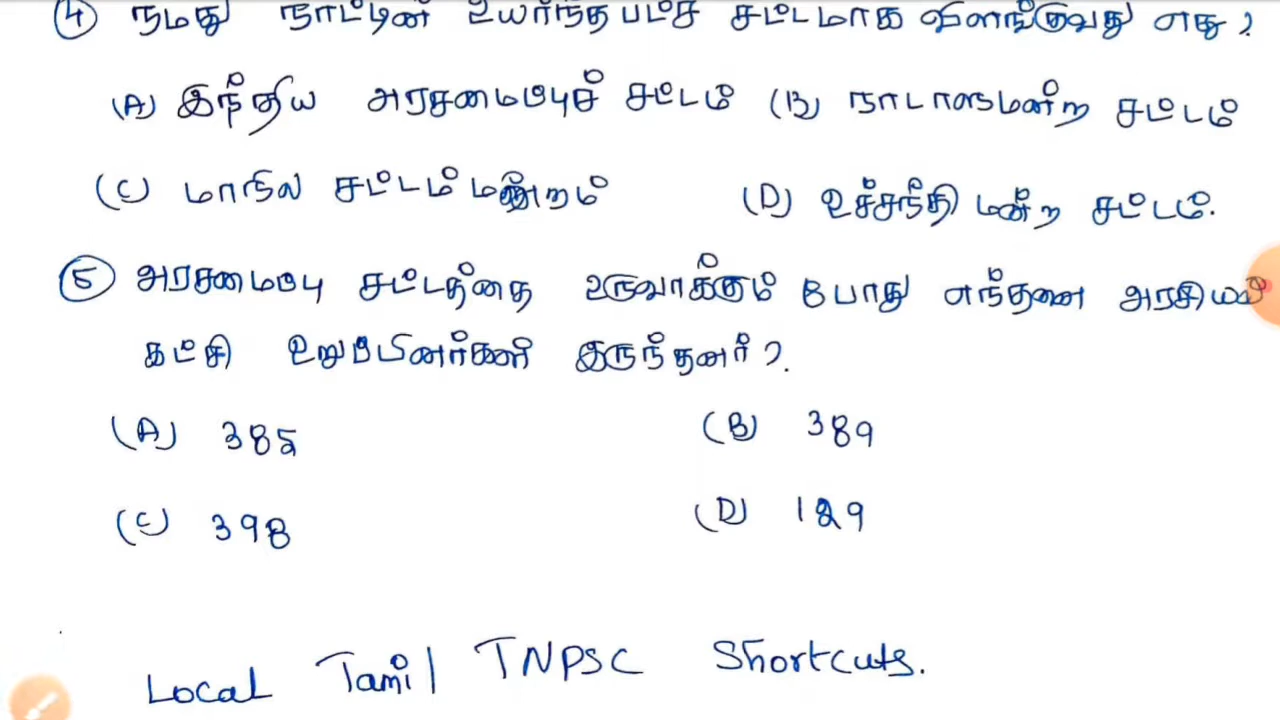 ④ நமது நாட்டின் உயர்ந்தபட்ச சட்டமாக விளங்குவது எது?
(A) இந்திய அரசமைப்புச் சட்டம் (B) நாடாளுமன்ற சட்டம்
(C) மாநில சட்டம் மன்றம் (D) உச்சநீதி மன்ற சட்டம்.
⑤ அரசமைப்பு சட்டத்தை உருவாக்கும் போது எத்தனை அரசியல்
கட்சி உறுப்பினர்கள் இருந்தனர்?.
(A) 385 (B) 389
(C) 398 (D) 129
Local Tamil TNPSC Shortcuts.